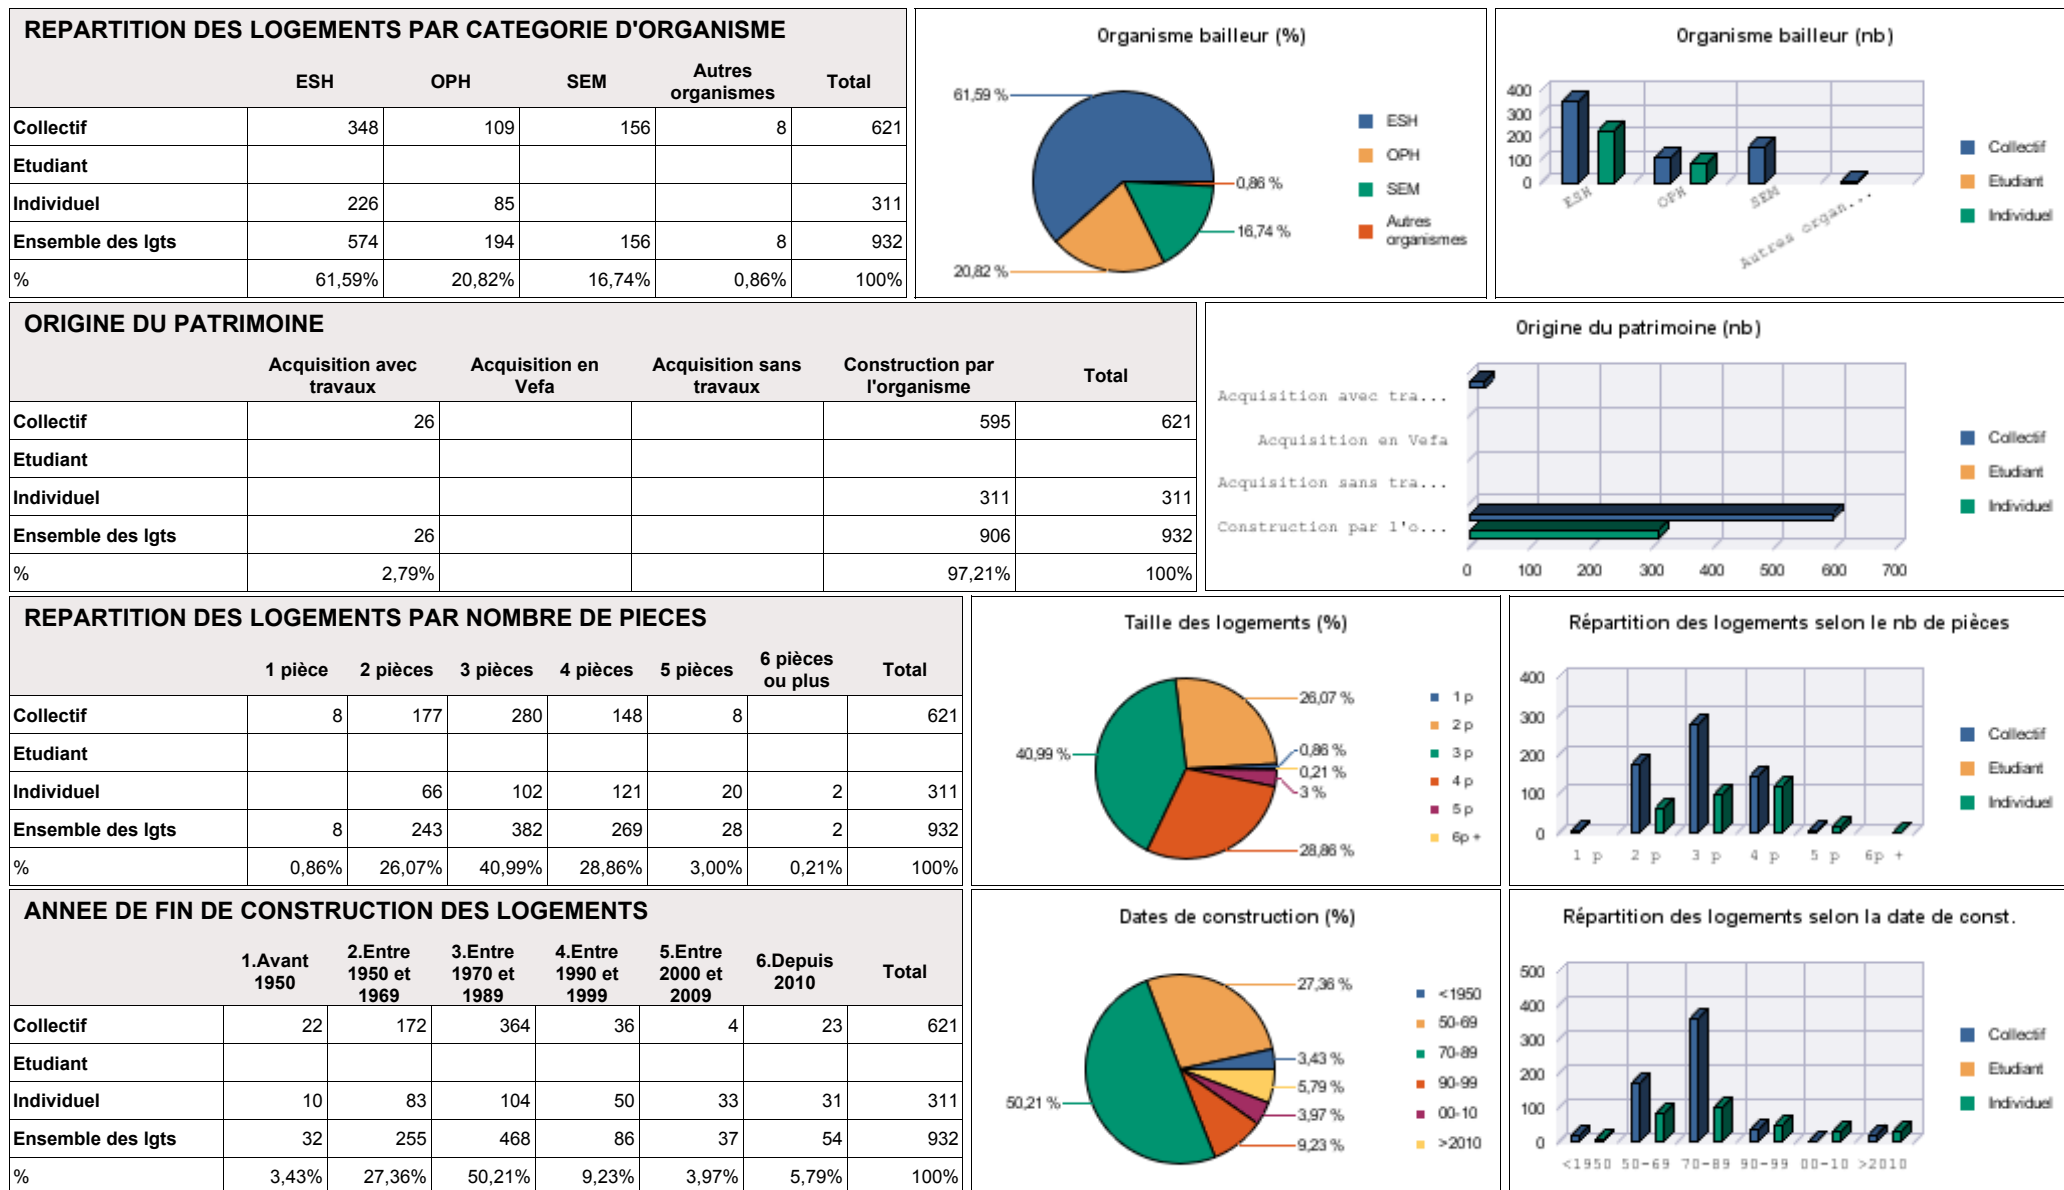 REPARTITION DES LOGEMENTS PAR CATEGORIE D'ORGANISME
ESH OPH SEM Autres organismes Total
Collectif 348 109 156 8 621
Etudiant
Individuel 226 85 311
Ensemble des lgts 574 194 156 8 932
% 61,59% 20,82% 16,74% 0,86% 100%
Organisme bailleur (%)
61,59 %
0,86 %
16,74 %
20,82 %
ESH
OPH
SEM
Autres
organismes
Organisme bailleur (nb)
400
300
200
100
0
ESH OPH SEM Autres organ...
Collectif
Etudiant
Individuel
ORIGINE DU PATRIMOINE
Acquisition avec travaux Acquisition en Vefa Acquisition sans travaux Construction par l'organisme Total
Collectif 26 595 621
Etudiant
Individuel 311 311
Ensemble des lgts 26 906 932
% 2,79% 97,21% 100%
Origine du patrimoine (nb)
Acquisition avec tra...
Acquisition en Vefa
Acquisition sans tra...
Construction par l'o...
0 100 200 300 400 500 600 700
Collectif
Etudiant
Individuel
REPARTITION DES LOGEMENTS PAR NOMBRE DE PIECES
1 pièce 2 pièces 3 pièces 4 pièces 5 pièces 6 pièces ou plus Total
Collectif 8 177 280 148 8 621
Etudiant
Individuel 66 102 121 20 2 311
Ensemble des lgts 8 243 382 269 28 2 932
% 0,86% 26,07% 40,99% 28,86% 3,00% 0,21% 100%
Taille des logements (%)
26,07 %
40,99 %
0,86 %
0,21 %
3 %
28,86 %
1 p
2 p
3 p
4 p
5 p
6p +
Répartition des logements selon le nb de pièces
400
300
200
100
0
1 p 2 p 3 p 4 p 5 p 6p +
Collectif
Etudiant
Individuel
ANNEE DE FIN DE CONSTRUCTION DES LOGEMENTS
1.Avant 1950 2.Entre 1950 et 1969 3.Entre 1970 et 1989 4.Entre 1990 et 1999 5.Entre 2000 et 2009 6.Depuis 2010 Total
Collectif 22 172 364 36 4 23 621
Etudiant
Individuel 10 83 104 50 33 31 311
Ensemble des lgts 32 255 468 86 37 54 932
% 3,43% 27,36% 50,21% 9,23% 3,97% 5,79% 100%
Dates de construction (%)
27,36 %
3,43 %
5,79 %
50,21 %
3,97 %
9,23 %
<1950
50-69
70-89
90-99
00-10
>2010
Répartition des logements selon la date de const.
500
400
300
200
100
0
<1950 50-69 70-89 90-99 00-10 >2010
Collectif
Etudiant
Individuel